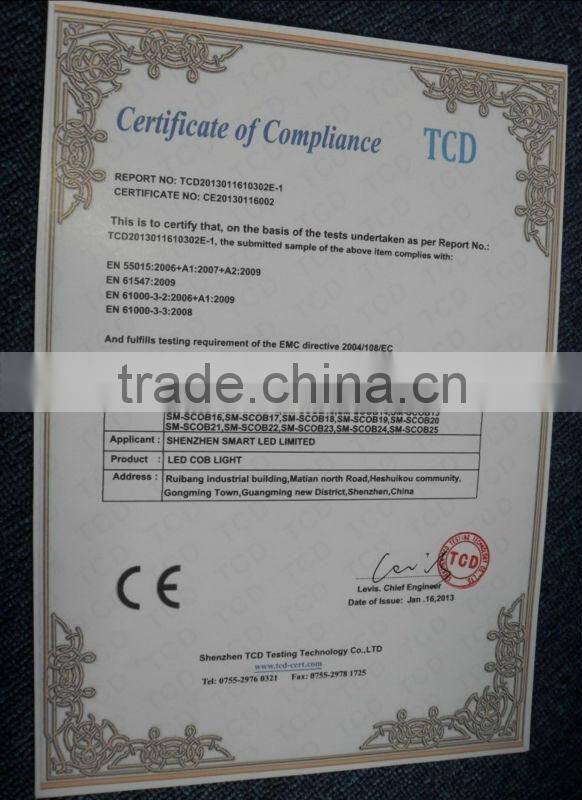 Certificate of Compliance TCD
REPORT NO: TCD2013011610302E-1
CERTIFICATE NO: CE20130116002
This is to certify that, on the basis of the tests undertaken as per Report No.:
TCD2013011610302E-1, the submitted sample of the above item complies with:
EN 55015:2006+A1:2007+A2:2009
EN 61547:2009
EN 61000-3-2:2006+A1:2009
EN 61000-3-3:2008
And fulfills testing requirement of the EMC directive 2004/108/EC
trade.china.cn
SM-SCOB16,SM-SCOB17,SM-SCOB18,SM-SCOB19,SM-SCOB20
SM-SCOB21,SM-SCOB22,SM-SCOB23,SM-SCOB24,SM-SCOB25
Applicant : SHENZHEN SMART LED LIMITED
Product : LED COB LIGHT
Address : Ruibang industrial building,Matian north Road,Heshuikou community,
Gongming Town,Guangming new District,Shenzhen,China
CE
TCD
Levis. Chief Engineer
Date of Issue: Jan .16,2013
Shenzhen TCD Testing Technology Co.,LTD
www.tcd-cert.com
Tel: 0755-2976 0321 Fax: 0755-2978 1725